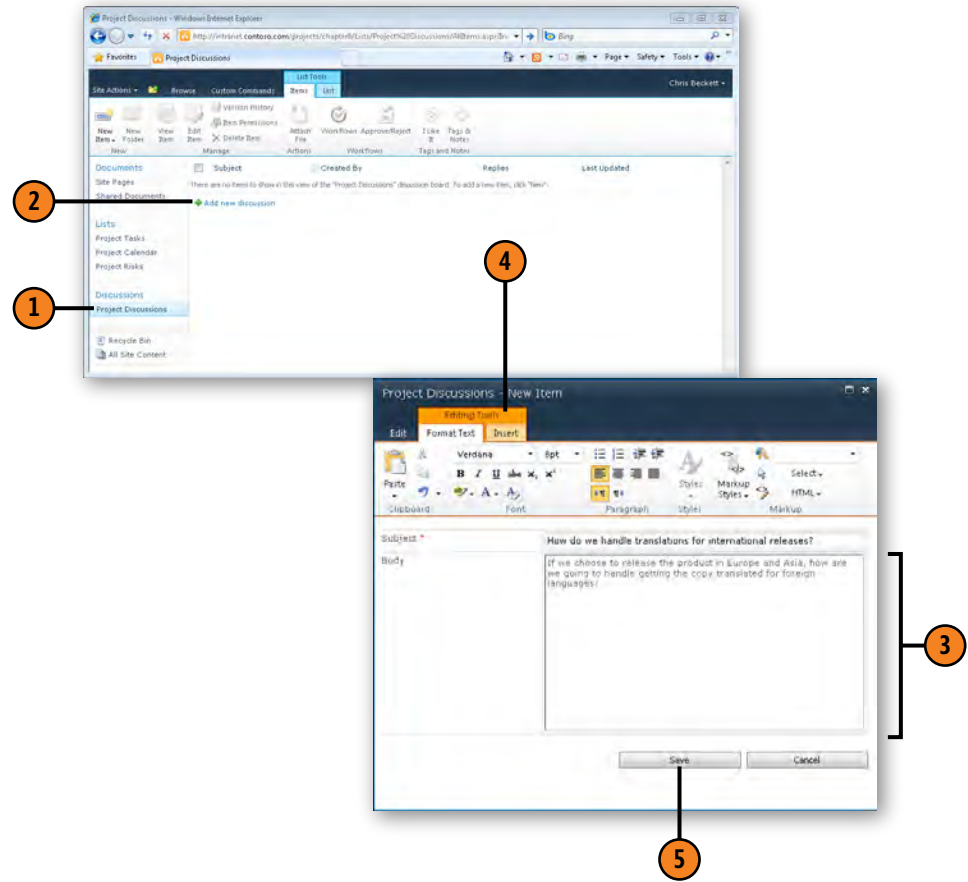 Project Discussions - Windows Internet Explorer
http://intranet.contoso.com/projects/chapter8/Lists/Project%20Discussions/AllItems.aspx
Bing
Favorites Project Discussions
Page Safety Tools
List Tools
Site Actions Browse Custom Commands Items List
Chris Beckett
New Item New Folder View Item Edit Item
Version History
Item Permissions
Delete Item
Attach File Workflows Approve/Reject I Like It Tags & Notes
New Manage Actions Workflows Tags and Notes
Documents
Site Pages
Shared Documents
Lists
Project Tasks
Project Calendar
Project Risks
Discussions
Project Discussions
Recycle Bin
All Site Content
Subject Created By Replies Last Updated
There are no items to show in this view of the "Project Discussions" discussion board. To add a new item, click "New".
Add new discussion
2
1
4
Project Discussions - New Item
Editing Tools
Edit Format Text Insert
Verdana 8pt
Paste
B I U abc x, x²
A A
Styles Markup Styles
Select
HTML
Clipboard Font Paragraph Styles Markup
Subject * How do we handle translations for international releases?
Body
If we choose to release the product in Europe and Asia, how are
we going to handle getting the copy translated for foreign
languages?
3
Save Cancel
5